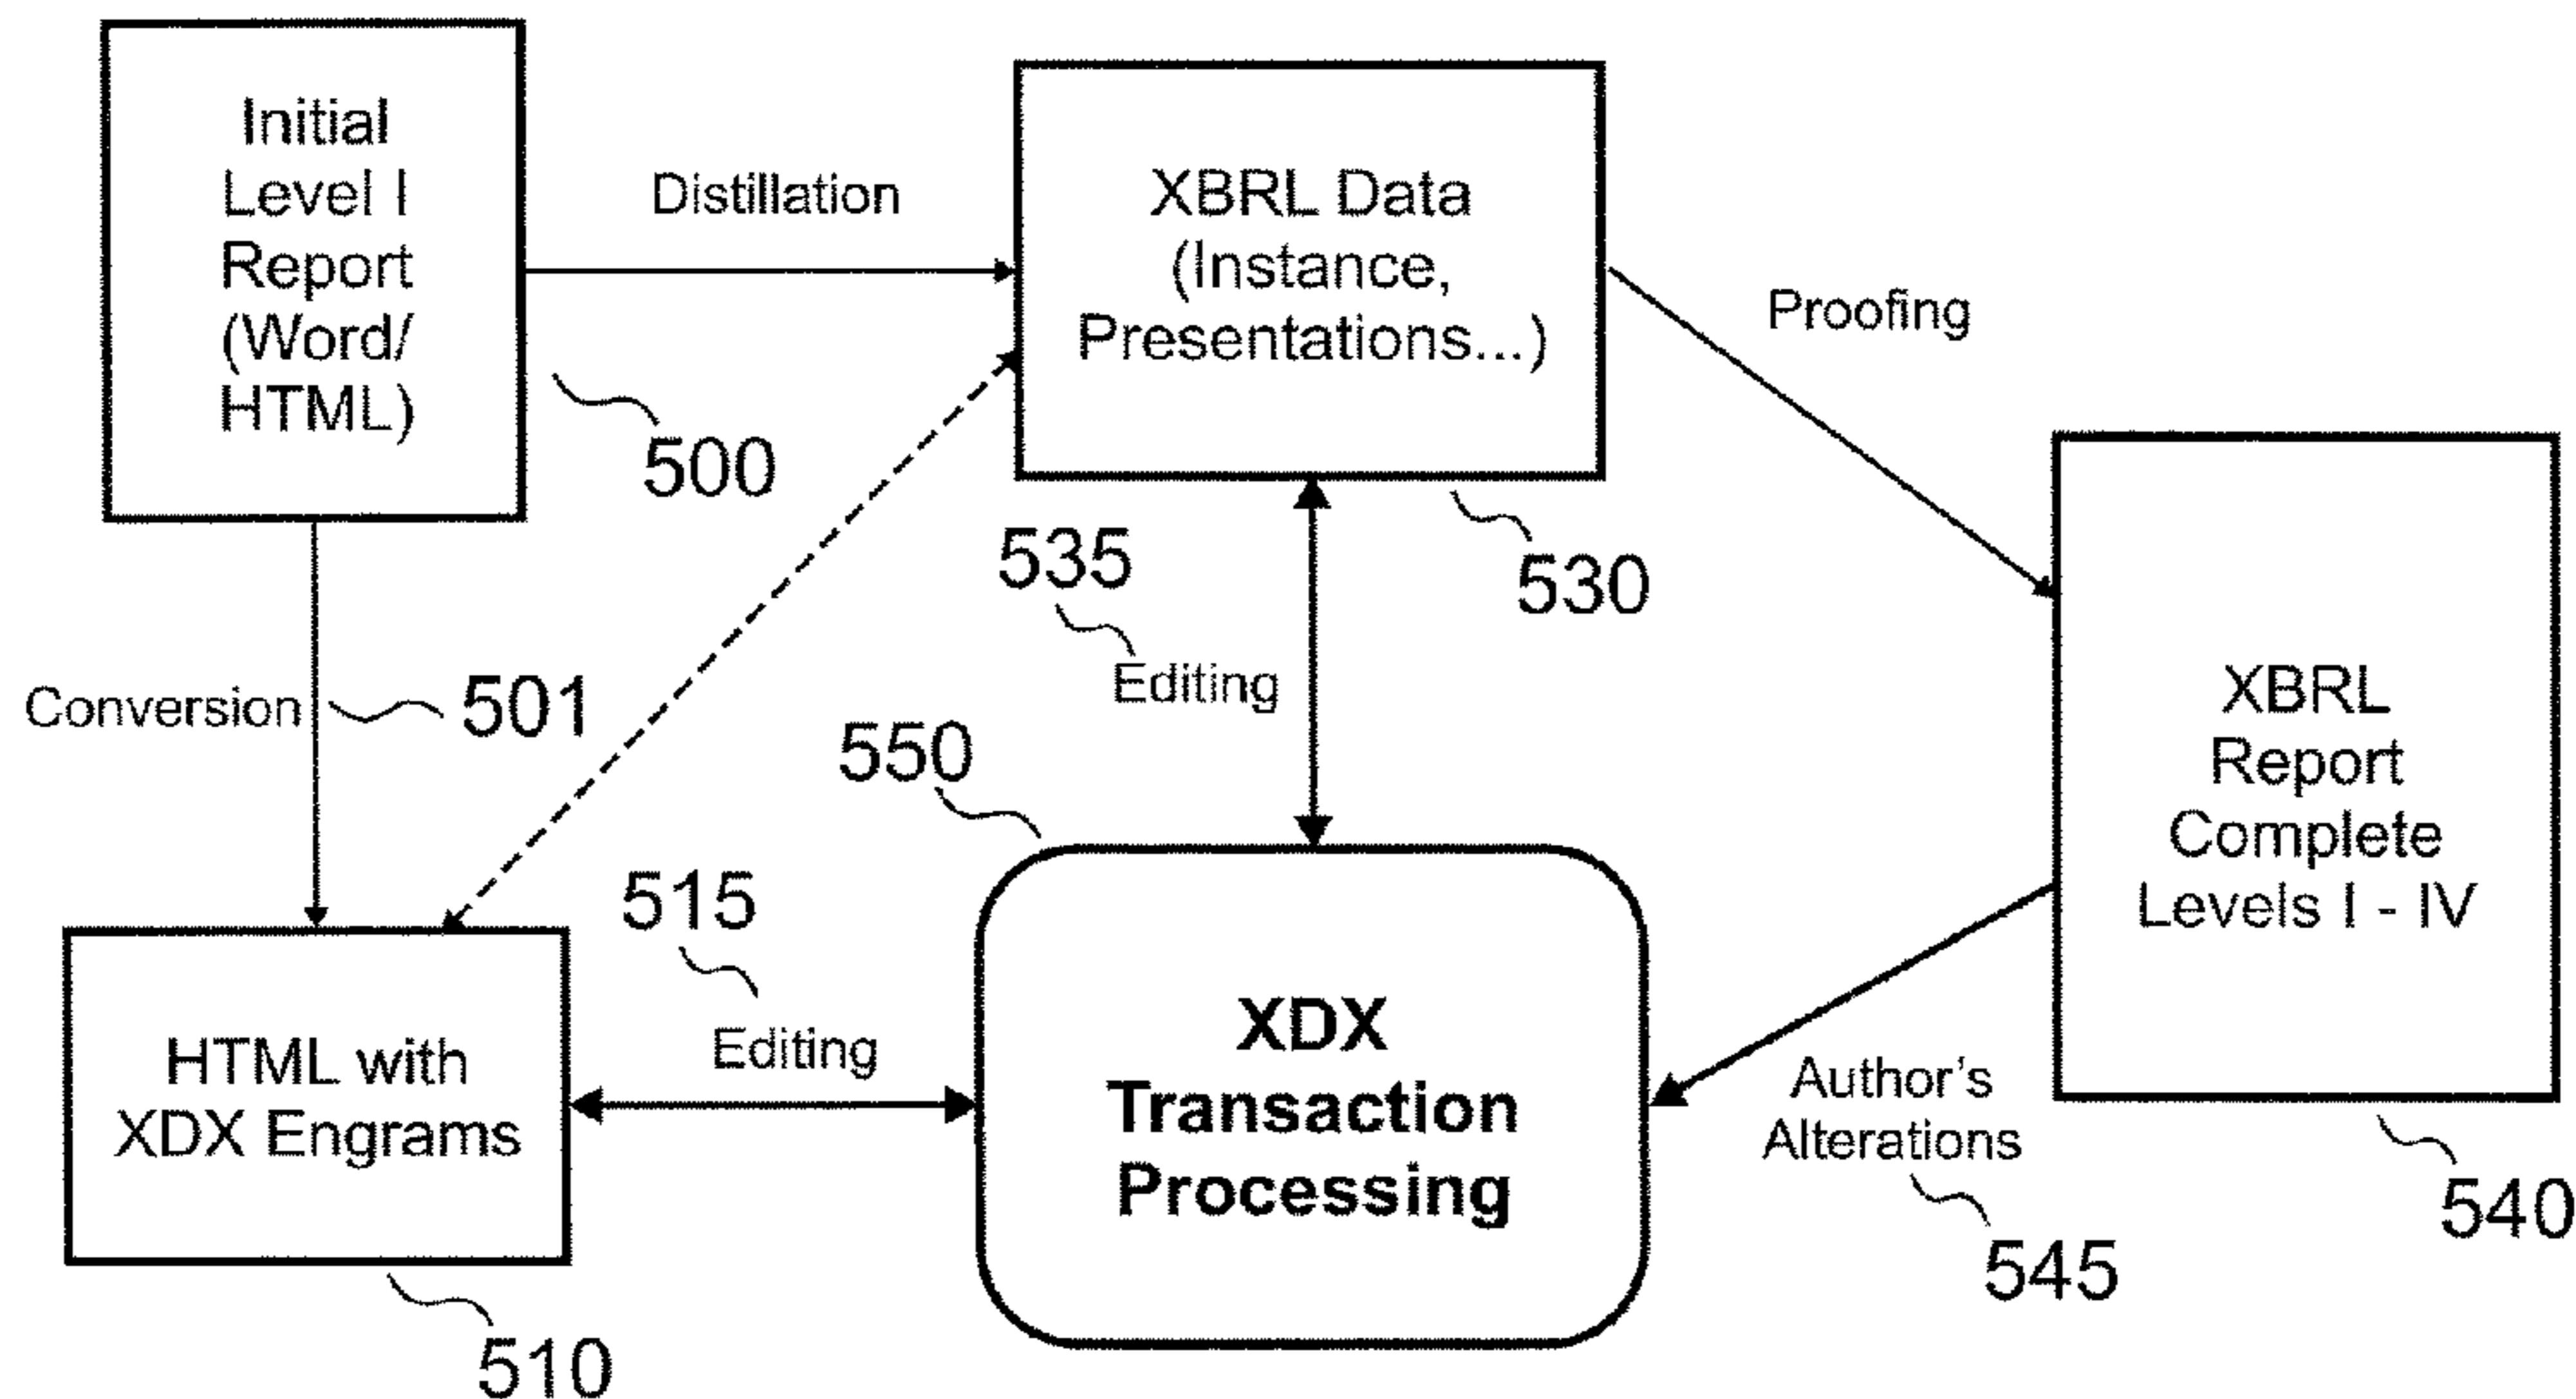 Initial
Level I
Report
(Word/
HTML)
500
Distillation
XBRL Data
(Instance,
Presentations...)
530
Proofing
535
Editing
Conversion
501
550
XBRL
Report
Complete
Levels I - IV
540
515
Editing
HTML with
XDX Engrams
510
XDX
Transaction
Processing
Author's
Alterations
545